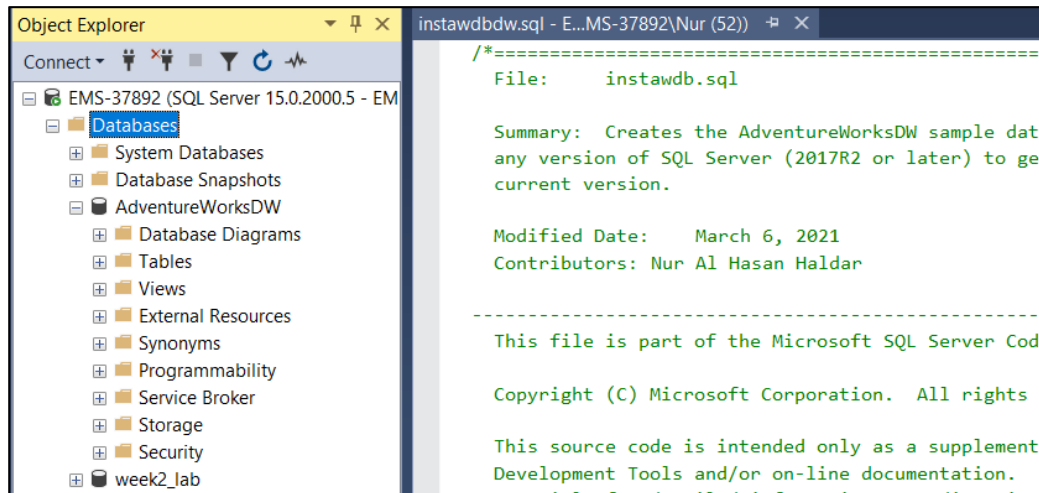 Object Explorer
Connect
EMS-37892 (SQL Server 15.0.2000.5 - EM
Databases
System Databases
Database Snapshots
AdventureWorksDW
Database Diagrams
Tables
Views
External Resources
Synonyms
Programmability
Service Broker
Storage
Security
week2_lab
instawdbdw.sql - E...MS-37892\Nur (52))
/*==================================================
File: instawdb.sql
Summary: Creates the AdventureWorksDW sample dat
any version of SQL Server (2017R2 or later) to ge
current version.
Modified Date: March 6, 2021
Contributors: Nur Al Hasan Haldar
---------------------------------------------------
This file is part of the Microsoft SQL Server Cod
Copyright (C) Microsoft Corporation. All rights
This source code is intended only as a supplement
Development Tools and/or on-line documentation.